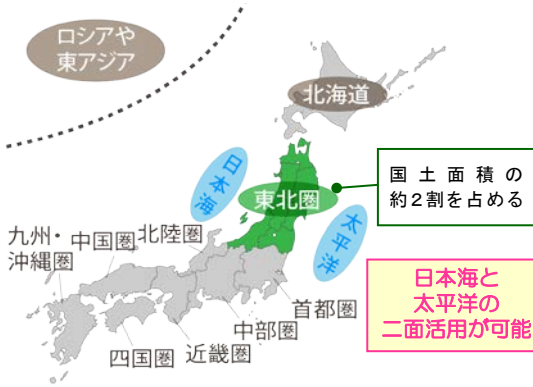 ロシアや
東アジア
北海道
日本海
東北圏
国土面積の
約2割を占める
太平洋
九州・
沖縄圏
中国圏
北陸圏
日本海と
太平洋の
二面活用が可能
首都圏
中部圏
近畿圏
四国圏